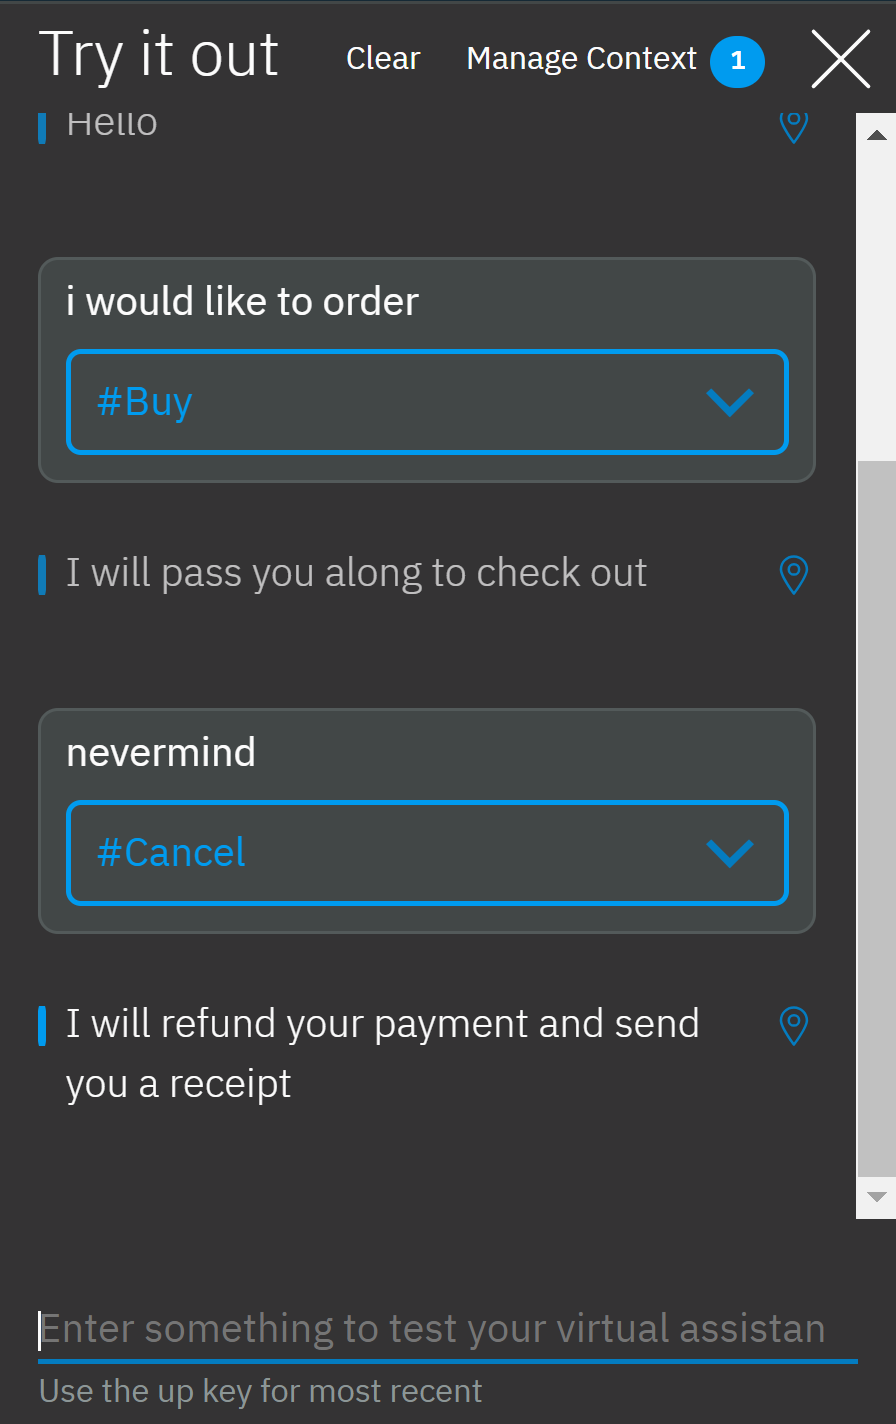 Try it out Clear Manage Context 1
Hello
i would like to order
#Buy
I will pass you along to check out
nevermind
#Cancel
I will refund your payment and send
you a receipt
Enter something to test your virtual assistan
Use the up key for most recent